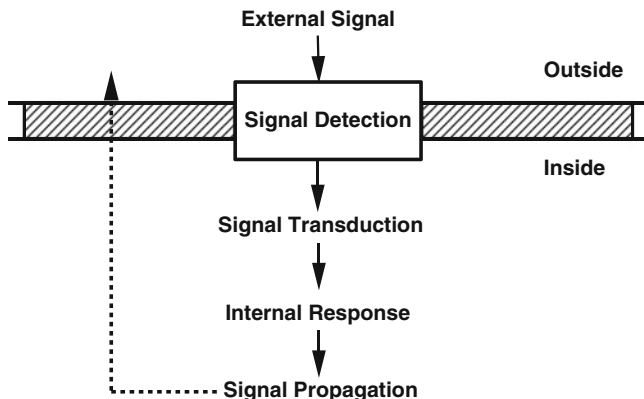 External Signal
Outside
Signal Detection
Inside
Signal Transduction
Internal Response
Signal Propagation